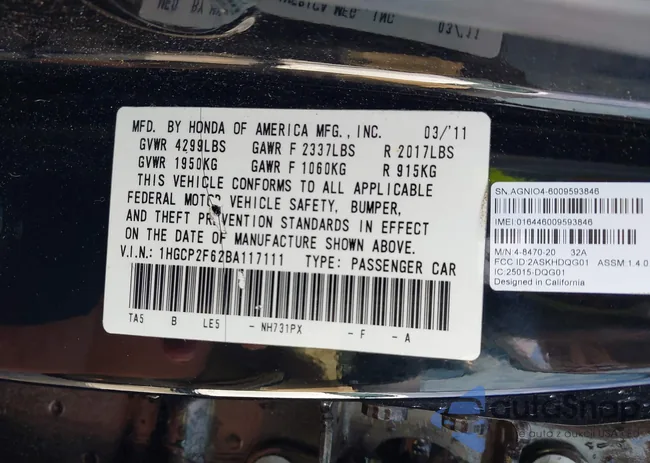 03/'11
MFD. BY HONDA OF AMERICA MFG., INC. 03/'11
GVWR 4299LBS GAWR F 2337LBS R 2017LBS
GVWR 1950KG GAWR F 1060KG R 915KG
THIS VEHICLE CONFORMS TO ALL APPLICABLE
FEDERAL MOTOR VEHICLE SAFETY, BUMPER,
AND THEFT PREVENTION STANDARDS IN EFFECT
ON THE DATE OF MANUFACTURE SHOWN ABOVE.
V.I.N.: 1HGCP2F62BA117111 TYPE: PASSENGER CAR
TA5 B LE5 - NH731PX - F - A
SN:AGNIO4-6009593846
IMEI:016446009593846
M/N:4-8470-20 32A
FCC ID:2ASKHDQG01 ASSM:1.4.0
IC:25015-DQG01
Designed in California
autoSnap